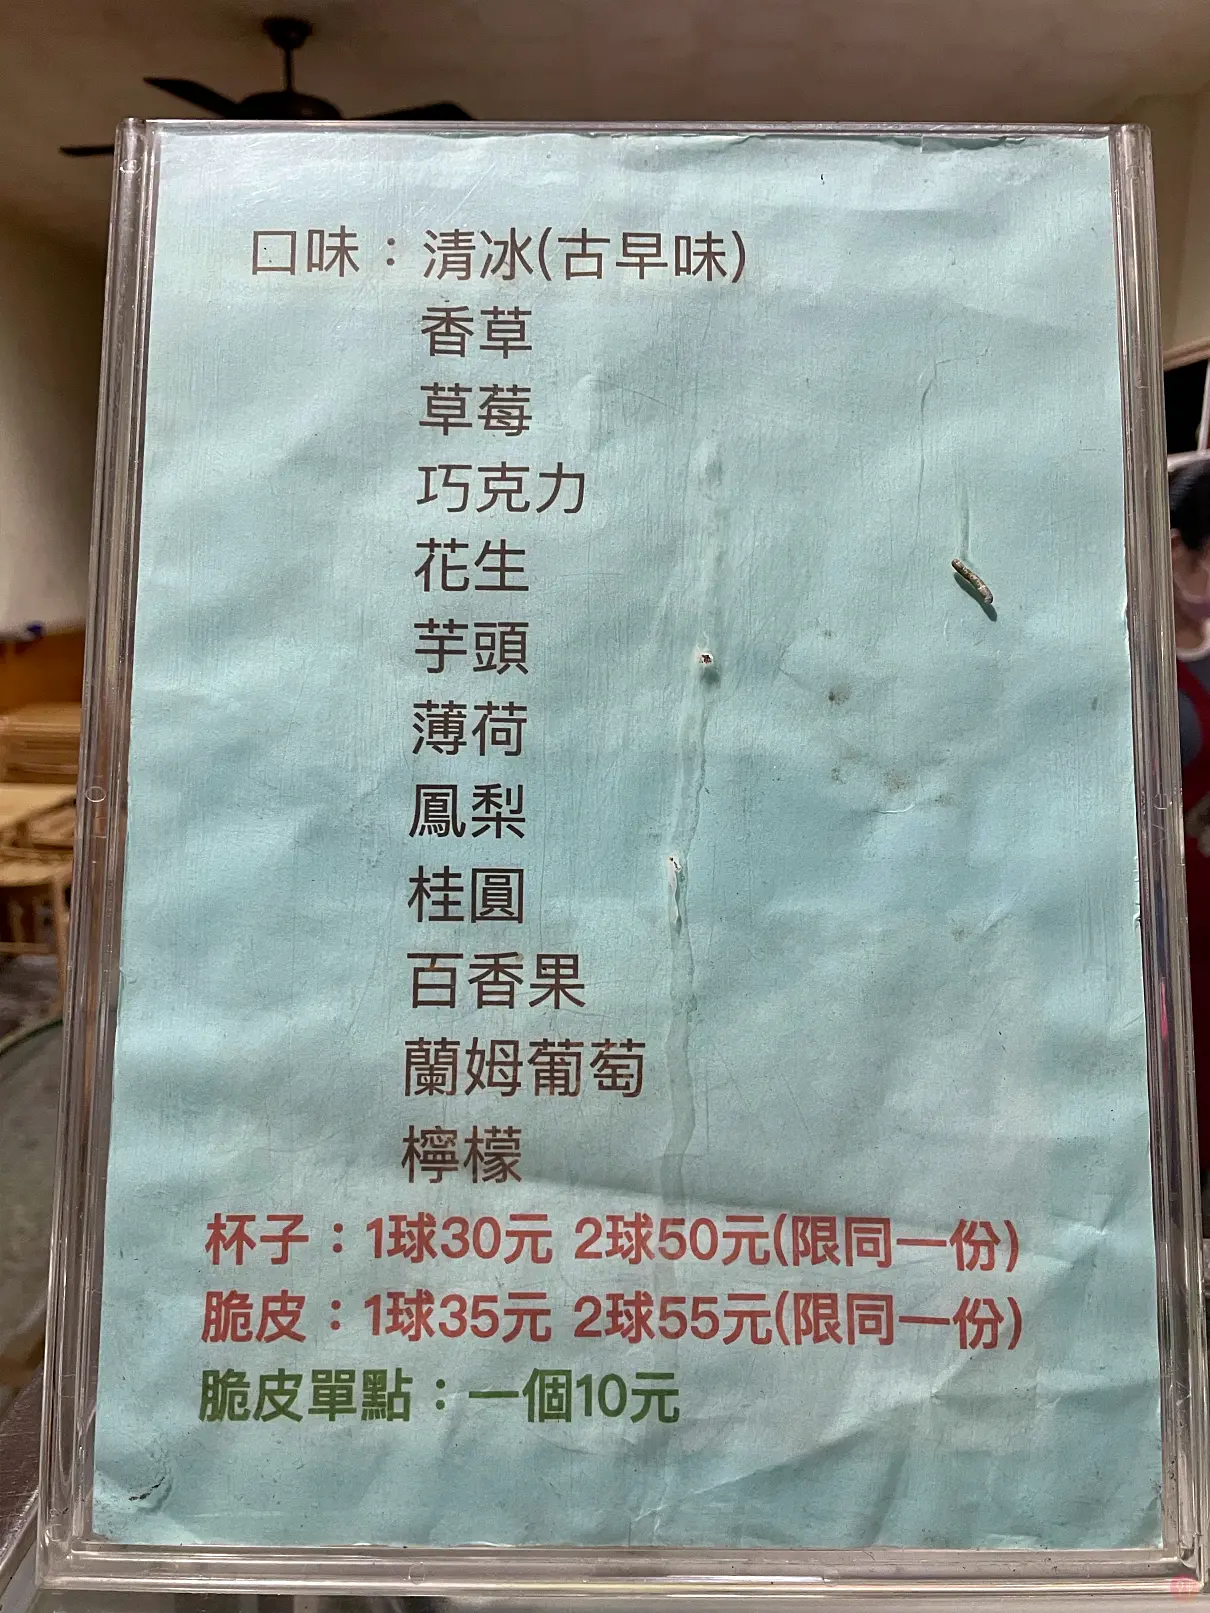 口味：清冰(古早味)
香草
草莓
巧克力
花生
芋頭
薄荷
鳳梨
桂圓
百香果
蘭姆葡萄
檸檬
杯子：1球30元 2球50元(限同一份)
脆皮：1球35元 2球55元(限同一份)
脆皮單點：一個10元